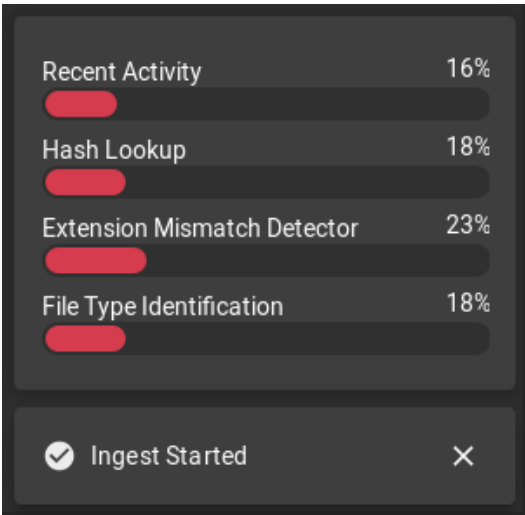 Recent Activity 16%
Hash Lookup 18%
Extension Mismatch Detector 23%
File Type Identification 18%
Ingest Started